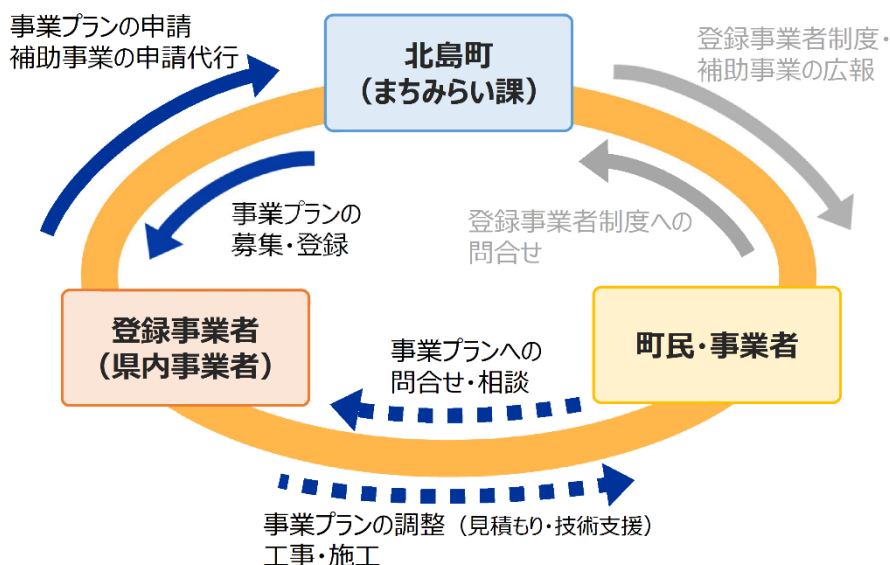 事業プランの申請
補助事業の申請代行
北島町
（まちみらい課）
登録事業者制度・
補助事業の広報
事業プランの
募集・登録
登録事業者制度への
問合せ
登録事業者
（県内事業者）
事業プランへの
問合せ・相談
町民・事業者
事業プランの調整（見積もり・技術支援）
工事・施工